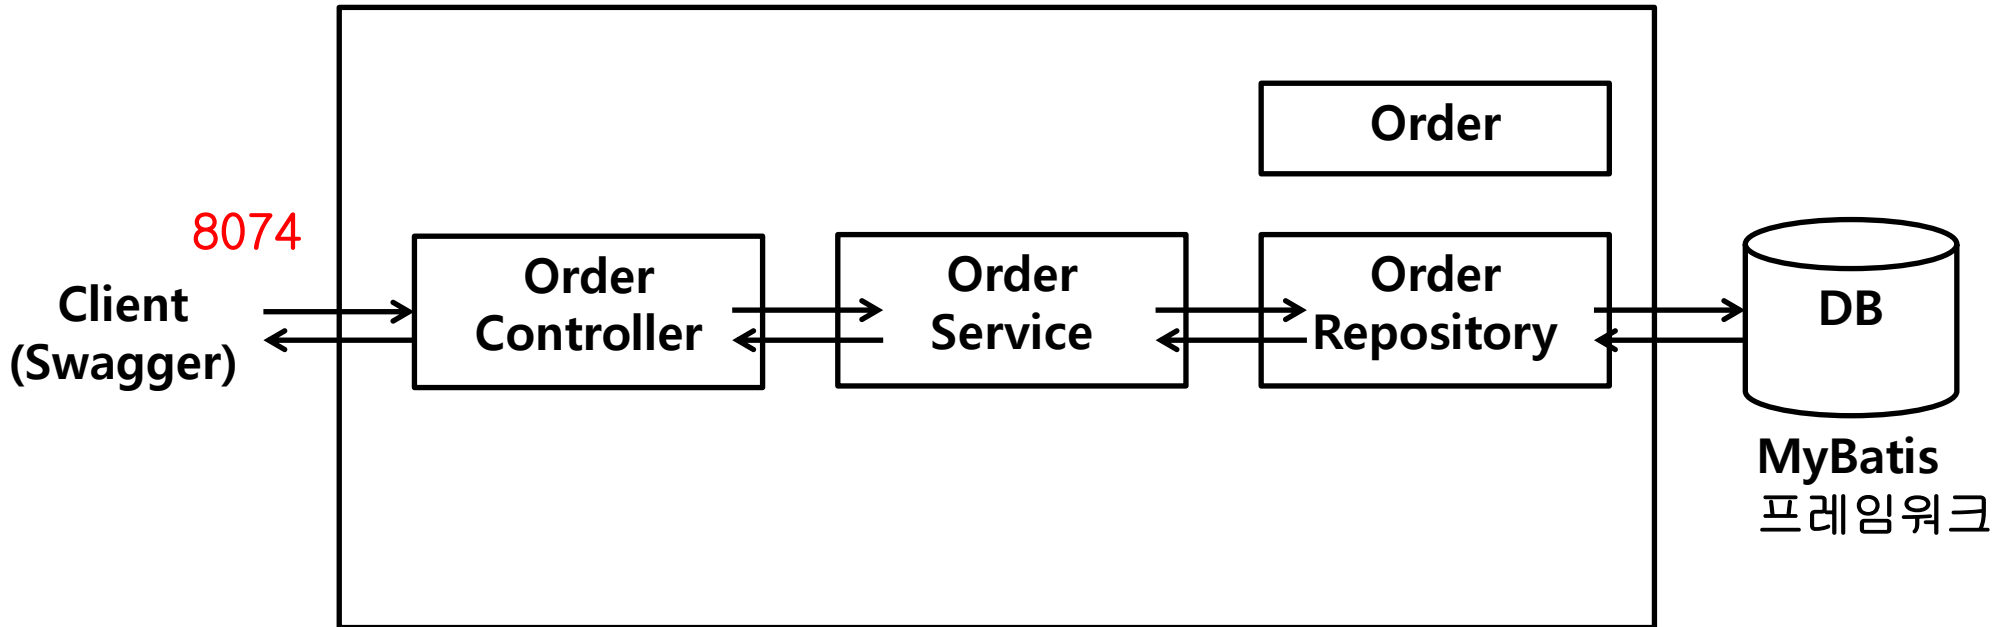 Order
8074
Client
(Swagger)
Order
Controller
Order
Service
Order
Repository
DB
MyBatis
프레임워크